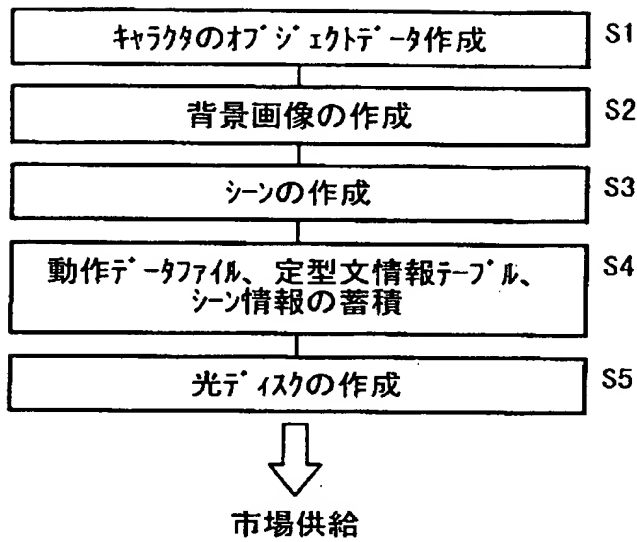 キャラクタのオブジェクトデータ作成 S1
背景画像の作成 S2
シーンの作成 S3
動作データファイル、定型文情報テーブル、 S4
シーン情報の蓄積
光ディスクの作成 S5
市場供給